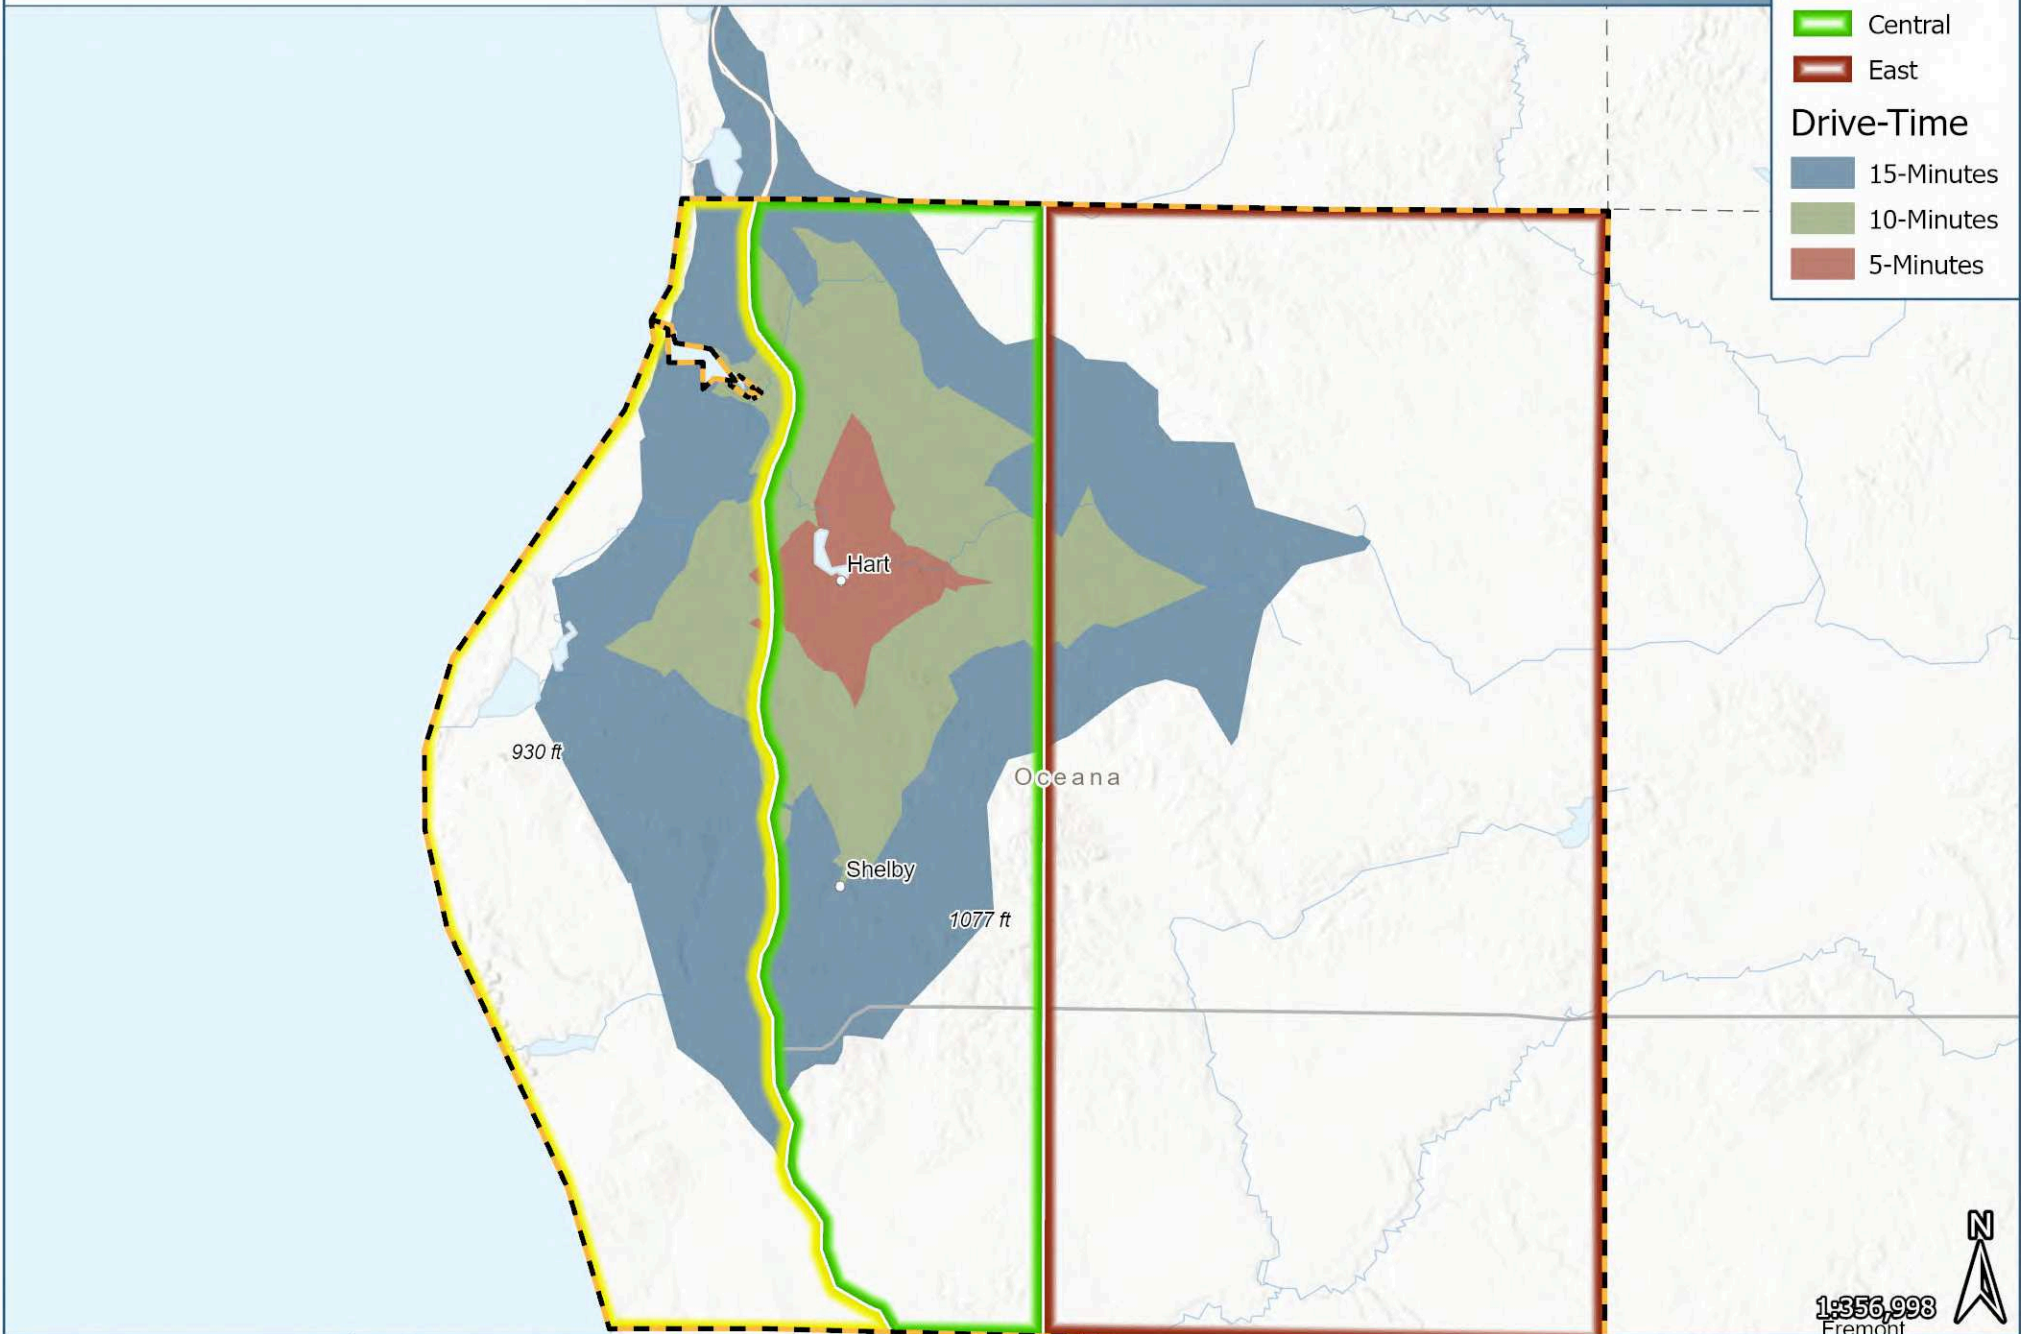 Central
East
Drive-Time
15-Minutes
10-Minutes
5-Minutes
Hart
930 ft
Oceana
Shelby
1077 ft
N
1:356,998
Fremont